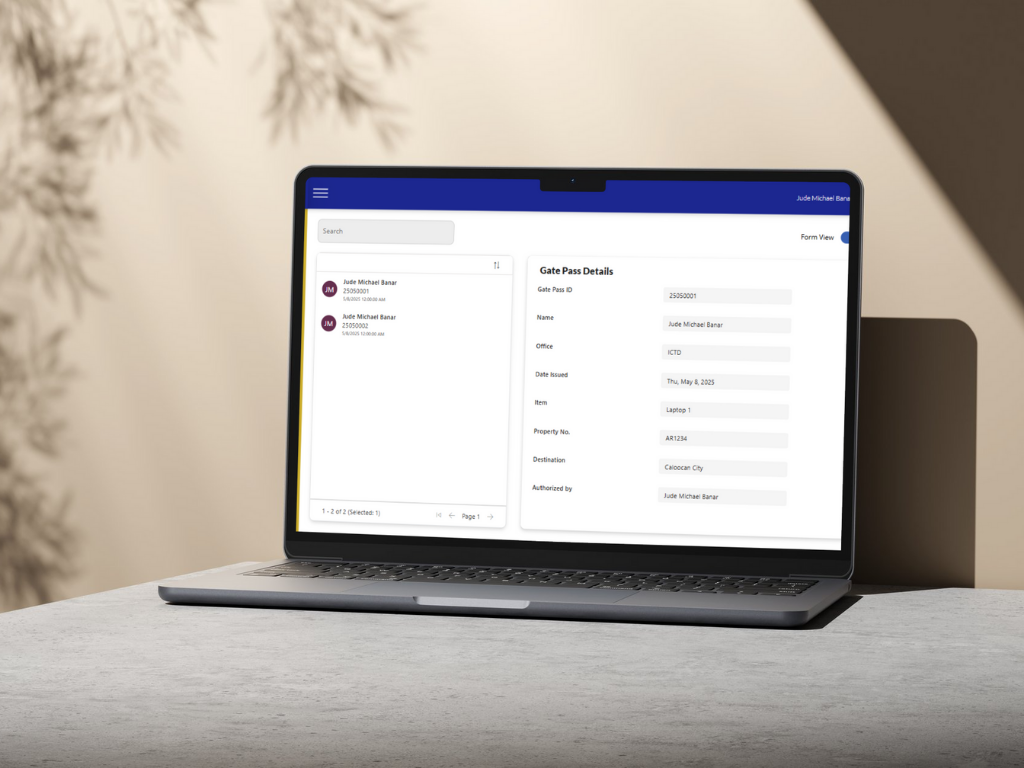 Jude Michael Bana
Search
Form View
JM
Jude Michael Banar
25050001
5/8/2025 12:00:00 AM
JM
Jude Michael Banar
25050002
5/8/2025 12:00:00 AM
1 - 2 of 2 (Selected: 1)
Page 1
Gate Pass Details
Gate Pass ID
25050001
Name
Jude Michael Banar
Office
ICTD
Date Issued
Thu, May 8, 2025
Item
Laptop 1
Property No.
AR1234
Destination
Caloocan City
Authorized by
Jude Michael Banar